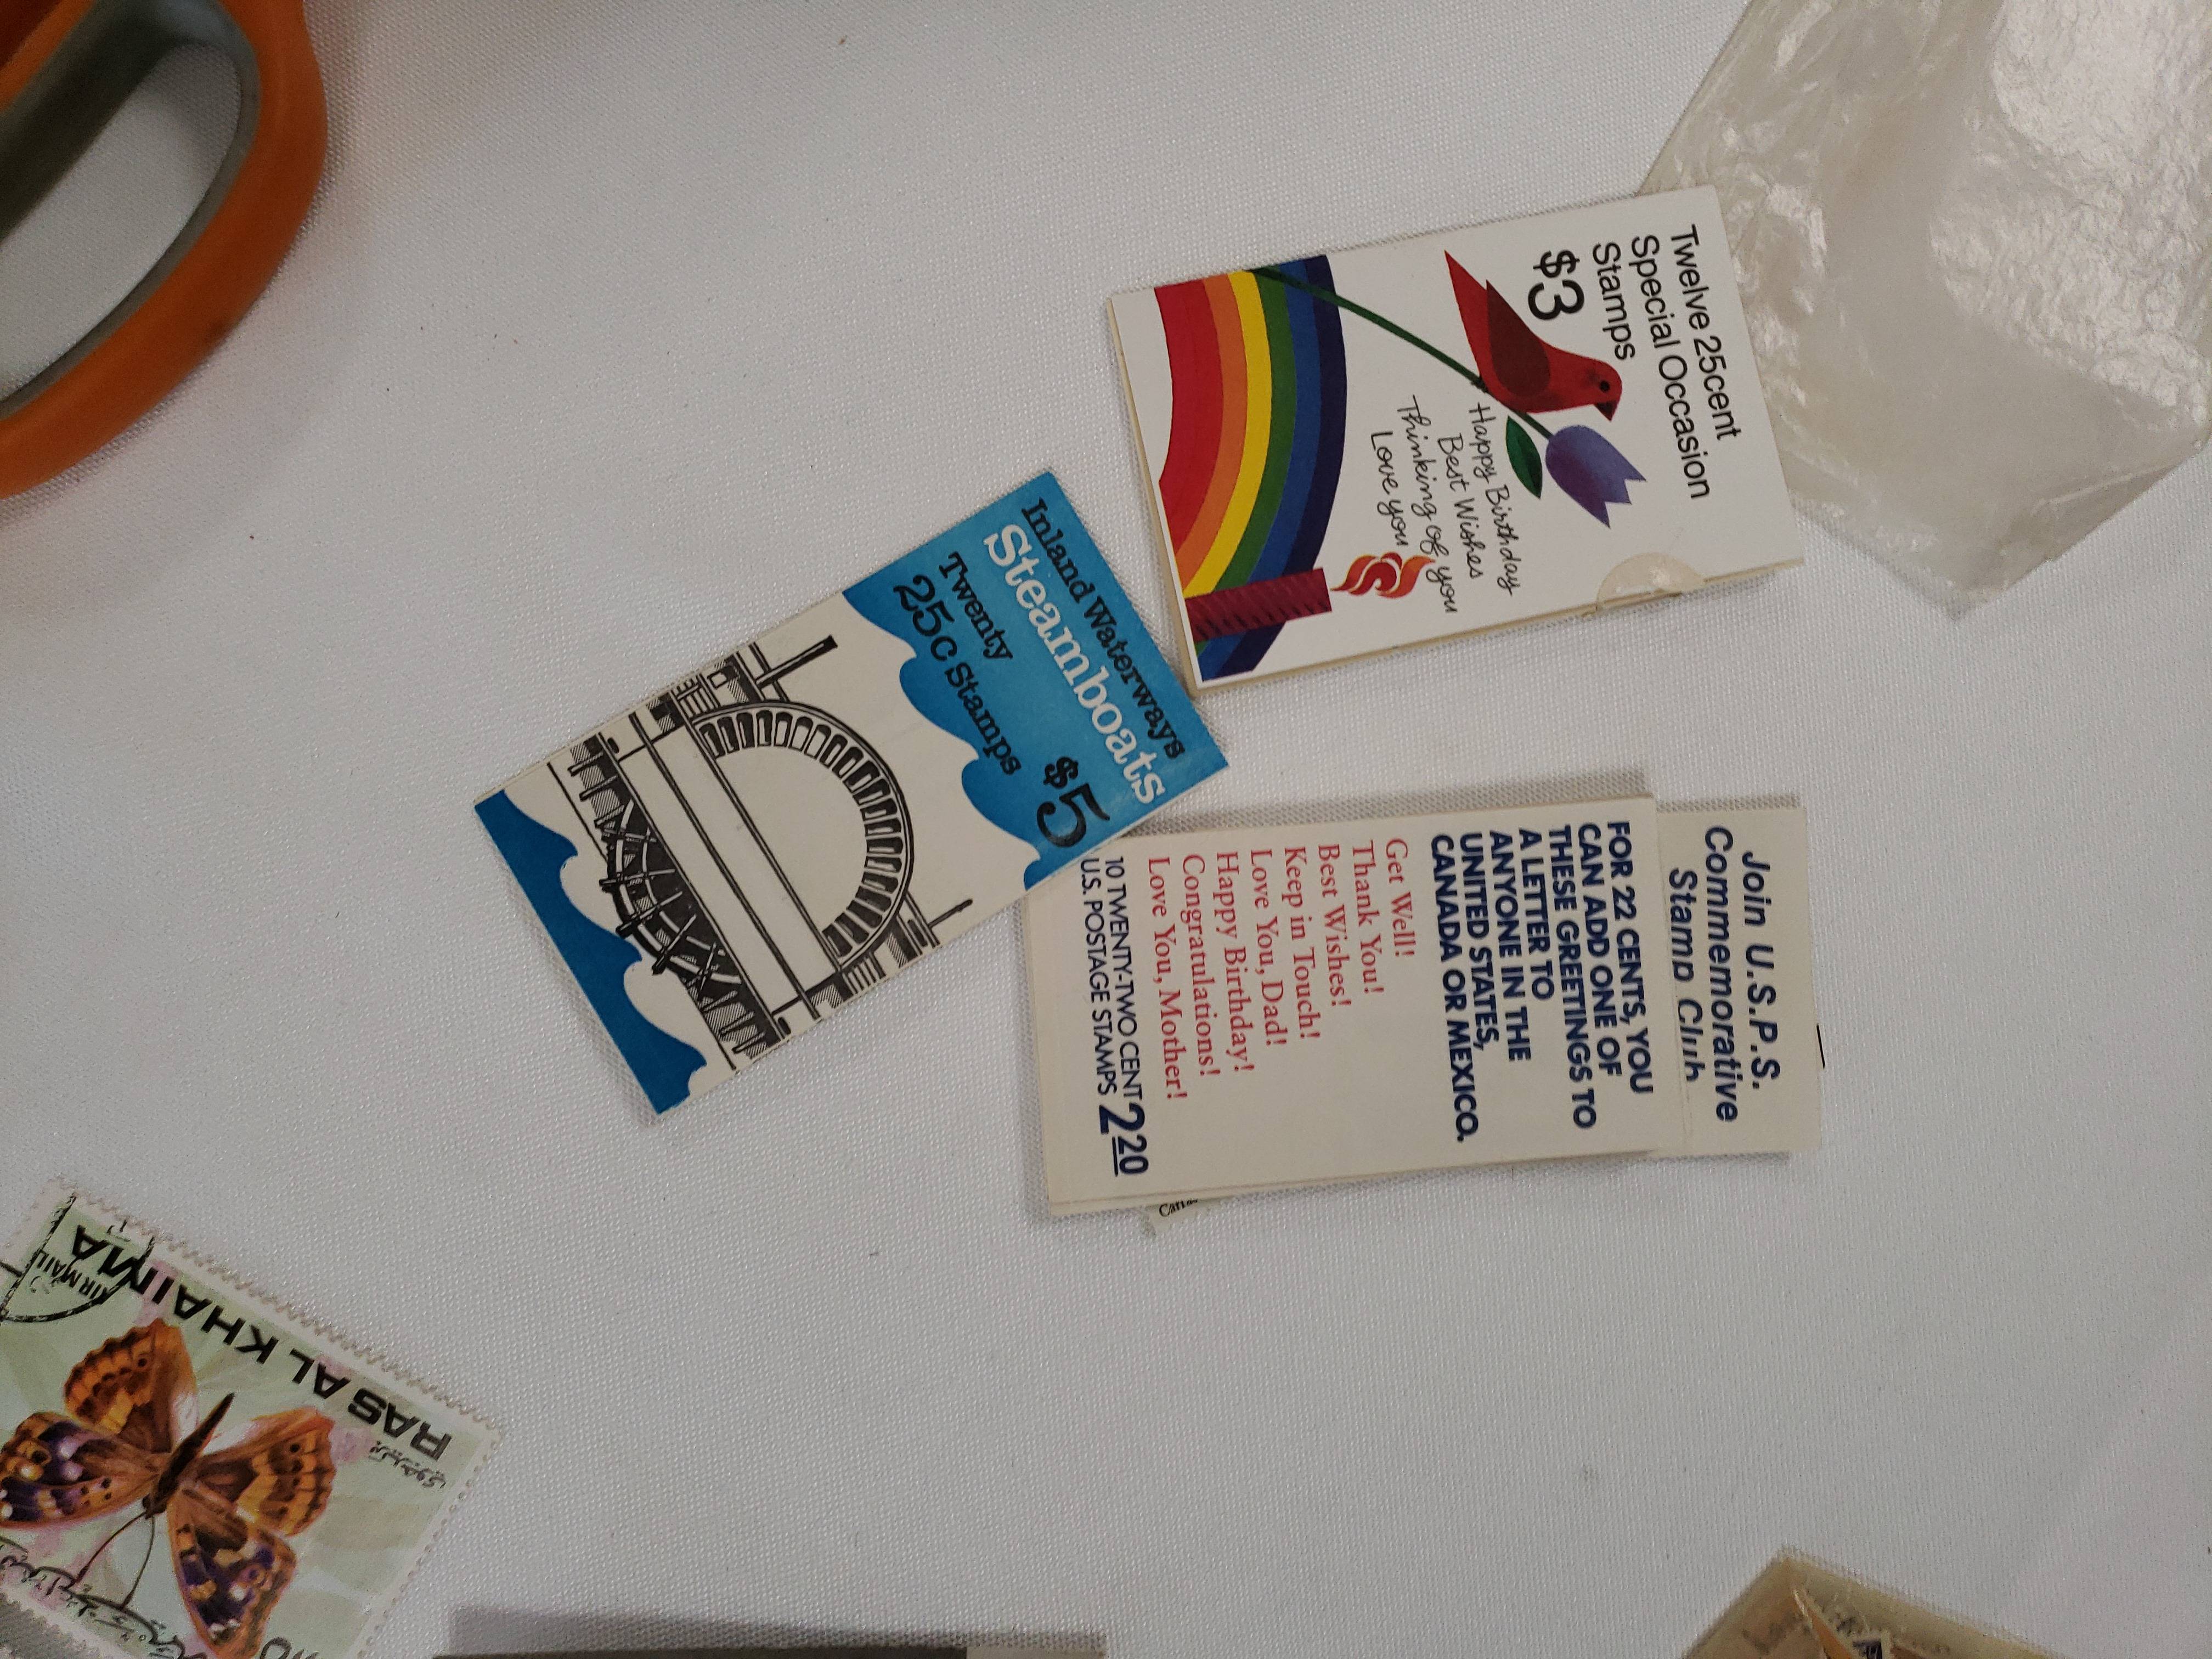 Twelve 25cent
Special Occasion
Stamps
$3
Happy Birthday
Best Wishes
Thinking of you
Love you
Inland Waterways
Steamboats
Twenty
25c Stamps
$5
Join U.S.P.S.
Commemorative
Stamp Club
FOR 22 CENTS, YOU
CAN ADD ONE OF
THESE GREETINGS TO
A LETTER TO
ANYONE IN THE
UNITED STATES,
CANADA OR MEXICO.
Get Well!
Thank You!
Best Wishes!
Keep in Touch!
Love You, Dad!
Happy Birthday!
Congratulations!
Love You, Mother!
10 TWENTY-TWO CENT
U.S. POSTAGE STAMPS 2 20
RAS AL KHAIMA
AIR MAIL